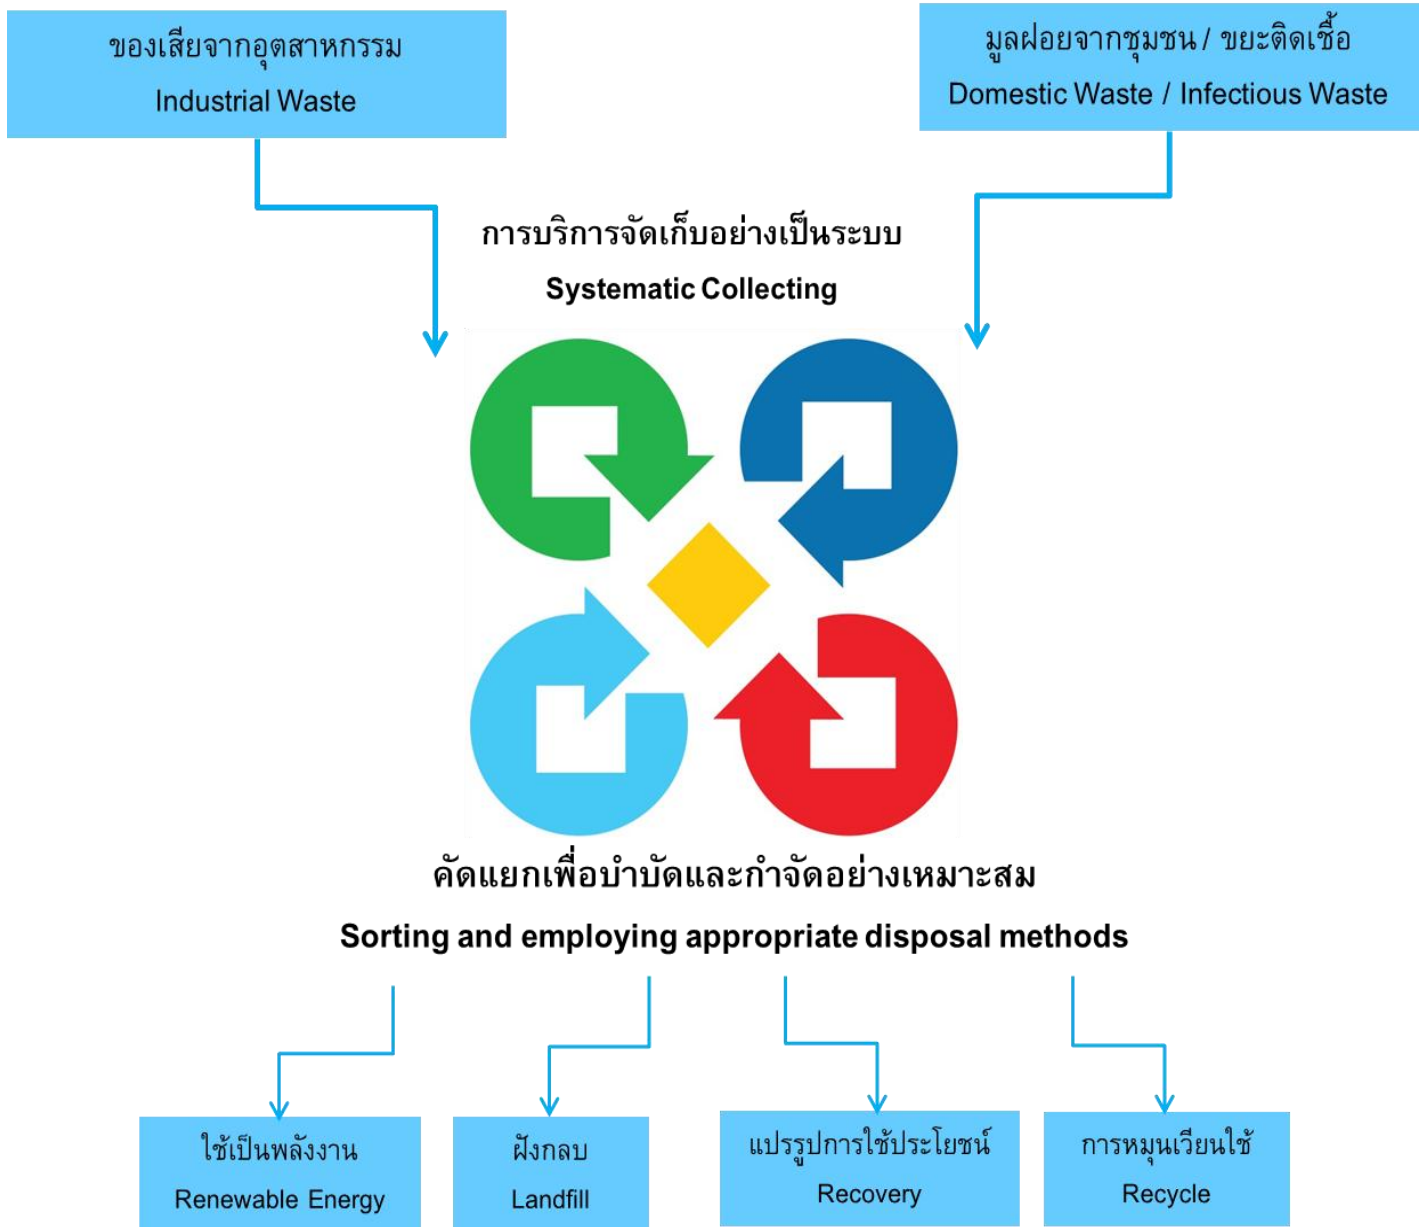 ของเสียจากอุตสาหกรรม
Industrial Waste
มูลฝอยจากชุมชน / ขยะติดเชื้อ
Domestic Waste / Infectious Waste
การบริการจัดเก็บอย่างเป็นระบบ
Systematic Collecting
คัดแยกเพื่อบำบัดและกำจัดอย่างเหมาะสม
Sorting and employing appropriate disposal methods
ใช้เป็นพลังงาน
Renewable Energy
ฝังกลบ
Landfill
แปรรูปการใช้ประโยชน์
Recovery
การหมุนเวียนใช้
Recycle